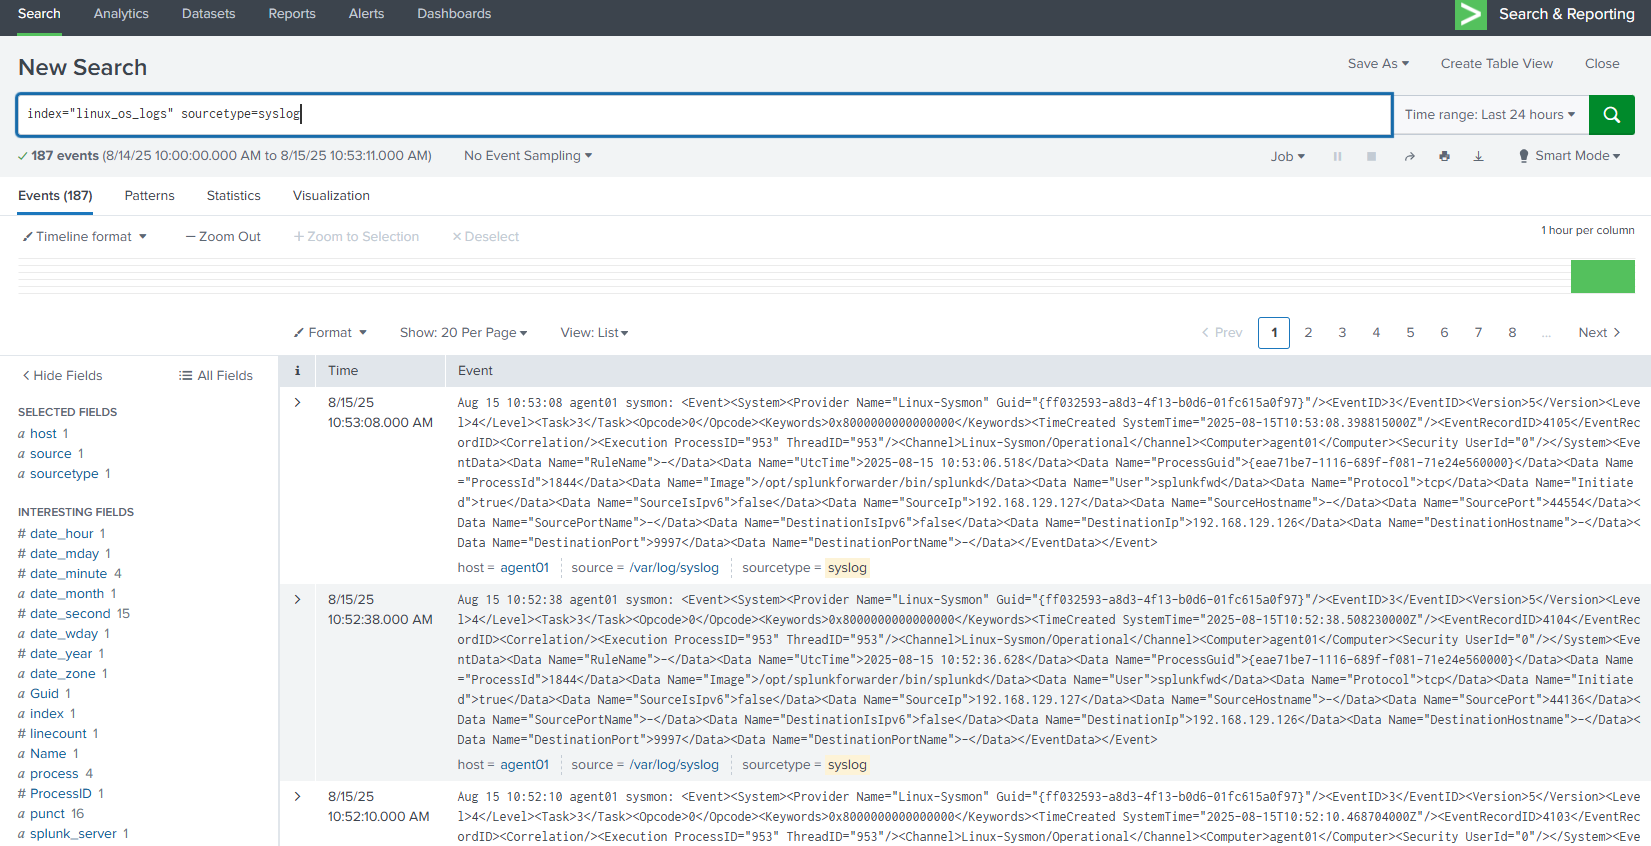 Search Analytics Datasets Reports Alerts Dashboards > Search & Reporting
New Search
Save As Create Table View Close
index="linux_os_logs" sourcetype=syslog
Time range: Last 24 hours
187 events (8/14/25 10:00:00.000 AM to 8/15/25 10:53:11.000 AM) No Event Sampling
Job Smart Mode
Events (187) Patterns Statistics Visualization
Timeline format — Zoom Out + Zoom to Selection × Deselect
1 hour per column
Format Show: 20 Per Page View: List
< Prev 1 2 3 4 5 6 7 8 ... Next >
< Hide Fields All Fields
SELECTED FIELDS
a host 1
a source 1
a sourcetype 1
INTERESTING FIELDS
# date_hour 1
# date_mday 1
# date_minute 4
a date_month 1
# date_second 15
a date_wday 1
# date_year 1
a date_zone 1
a Guid 1
a index 1
# linecount 1
a Name 1
a process 4
# ProcessID 1
a punct 16
a splunk_server 1
i Time Event
> 8/15/25
10:53:08.000 AM
Aug 15 10:53:08 agent01 sysmon: <Event><System><Provider Name="Linux-Sysmon" Guid="{ff032593-a8d3-4f13-b0d6-01fc615a0f97}"/><EventID>3</EventID><Version>5</Version><Leve
l>4</Level><Task>3</Task><Opcode>0</Opcode><Keywords>0x8000000000000000</Keywords><TimeCreated SystemTime="2025-08-15T10:53:08.398815000Z"/><EventRecordID>4105</EventRec
ordID><Correlation/><Execution ProcessID="953" ThreadID="953"/><Channel>Linux-Sysmon/Operational</Channel><Computer>agent01</Computer><Security UserId="0"/></System><Ev
entData><Data Name="RuleName">-</Data><Data Name="UtcTime">2025-08-15 10:53:06.518</Data><Data Name="ProcessGuid">{eae71be7-1116-689f-f081-71e24e560000}</Data><Data Name
="ProcessId">1844</Data><Data Name="Image">/opt/splunkforwarder/bin/splunkd</Data><Data Name="User">splunkfwd</Data><Data Name="Protocol">tcp</Data><Data Name="Initiate
d">true</Data><Data Name="SourceIsIpv6">false</Data><Data Name="SourceIp">192.168.129.127</Data><Data Name="SourceHostname">-</Data><Data Name="SourcePort">44554</Data><
Data Name="SourcePortName">-</Data><Data Name="DestinationIsIpv6">false</Data><Data Name="DestinationIp">192.168.129.126</Data><Data Name="DestinationHostname">-</Data><
Data Name="DestinationPort">9997</Data><Data Name="DestinationPortName">-</Data></EventData></Event>
host = agent01 source = /var/log/syslog sourcetype = syslog
> 8/15/25
10:52:38.000 AM
Aug 15 10:52:38 agent01 sysmon: <Event><System><Provider Name="Linux-Sysmon" Guid="{ff032593-a8d3-4f13-b0d6-01fc615a0f97}"/><EventID>3</EventID><Version>5</Version><Leve
l>4</Level><Task>3</Task><Opcode>0</Opcode><Keywords>0x8000000000000000</Keywords><TimeCreated SystemTime="2025-08-15T10:52:38.508230000Z"/><EventRecordID>4104</EventRec
ordID><Correlation/><Execution ProcessID="953" ThreadID="953"/><Channel>Linux-Sysmon/Operational</Channel><Computer>agent01</Computer><Security UserId="0"/></System><Ev
entData><Data Name="RuleName">-</Data><Data Name="UtcTime">2025-08-15 10:52:36.628</Data><Data Name="ProcessGuid">{eae71be7-1116-689f-f081-71e24e560000}</Data><Data Name
="ProcessId">1844</Data><Data Name="Image">/opt/splunkforwarder/bin/splunkd</Data><Data Name="User">splunkfwd</Data><Data Name="Protocol">tcp</Data><Data Name="Initiate
d">true</Data><Data Name="SourceIsIpv6">false</Data><Data Name="SourceIp">192.168.129.127</Data><Data Name="SourceHostname">-</Data><Data Name="SourcePort">44136</Data><
Data Name="SourcePortName">-</Data><Data Name="DestinationIsIpv6">false</Data><Data Name="DestinationIp">192.168.129.126</Data><Data Name="DestinationHostname">-</Data><
Data Name="DestinationPort">9997</Data><Data Name="DestinationPortName">-</Data></EventData></Event>
host = agent01 source = /var/log/syslog sourcetype = syslog
> 8/15/25
10:52:10.000 AM
Aug 15 10:52:10 agent01 sysmon: <Event><System><Provider Name="Linux-Sysmon" Guid="{ff032593-a8d3-4f13-b0d6-01fc615a0f97}"/><EventID>3</EventID><Version>5</Version><Leve
l>4</Level><Task>3</Task><Opcode>0</Opcode><Keywords>0x8000000000000000</Keywords><TimeCreated SystemTime="2025-08-15T10:52:10.468704000Z"/><EventRecordID>4103</EventRec
ordID><Correlation/><Execution ProcessID="953" ThreadID="953"/><Channel>Linux-Sysmon/Operational</Channel><Computer>agent01</Computer><Security UserId="0"/></System><Eve